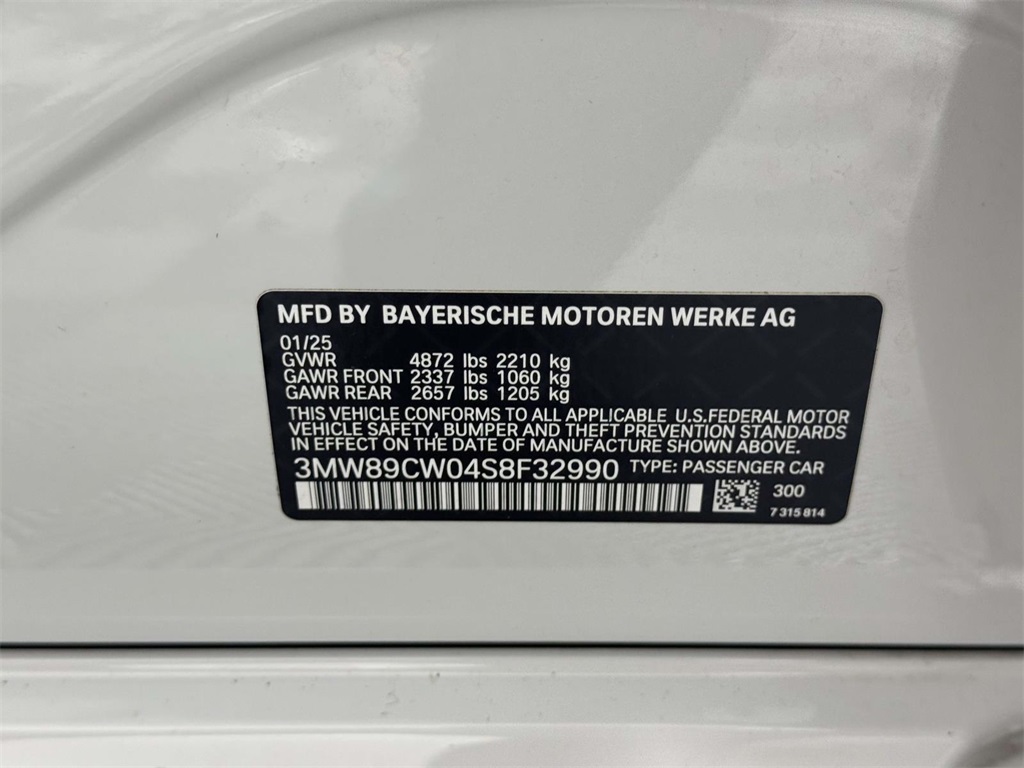 MFD BY BAYERISCHE MOTOREN WERKE AG
01/25
GVWR 4872 lbs 2210 kg
GAWR FRONT 2337 lbs 1060 kg
GAWR REAR 2657 lbs 1205 kg
THIS VEHICLE CONFORMS TO ALL APPLICABLE U.S.FEDERAL MOTOR
VEHICLE SAFETY, BUMPER AND THEFT PREVENTION STANDARDS
IN EFFECT ON THE DATE OF MANUFACTURE SHOWN ABOVE.
3MW89CW04S8F32990 TYPE: PASSENGER CAR
300
7 315 814